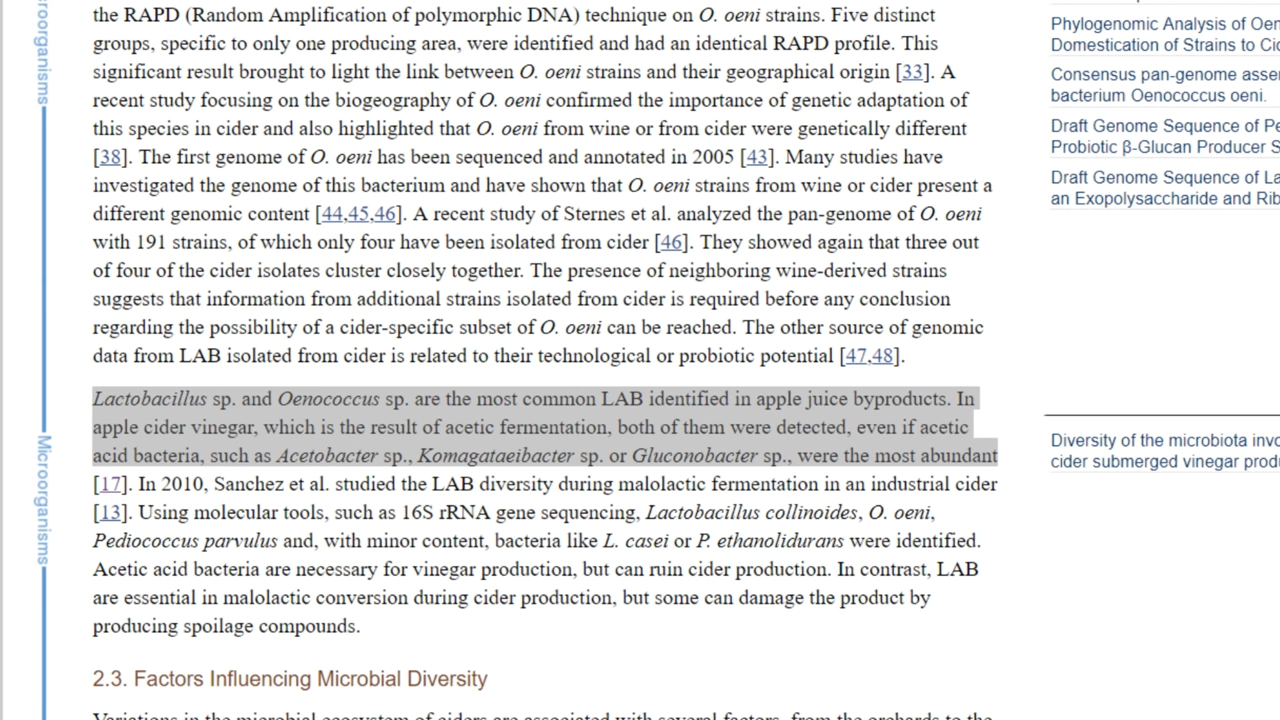 the RAPD (Random Amplification of polymorphic DNA) technique on O. oeni strains. Five distinct
groups, specific to only one producing area, were identified and had an identical RAPD profile. This
significant result brought to light the link between O. oeni strains and their geographical origin [33]. A
recent study focusing on the biogeography of O. oeni confirmed the importance of genetic adaptation of
this species in cider and also highlighted that O. oeni from wine or from cider were genetically different
[38]. The first genome of O. oeni has been sequenced and annotated in 2005 [43]. Many studies have
investigated the genome of this bacterium and have shown that O. oeni strains from wine or cider present a
different genomic content [44,45,46]. A recent study of Sternes et al. analyzed the pan-genome of O. oeni
with 191 strains, of which only four have been isolated from cider [46]. They showed again that three out
of four of the cider isolates cluster closely together. The presence of neighboring wine-derived strains
suggests that information from additional strains isolated from cider is required before any conclusion
regarding the possibility of a cider-specific subset of O. oeni can be reached. The other source of genomic
data from LAB isolated from cider is related to their technological or probiotic potential [47,48].
Lactobacillus sp. and Oenococcus sp. are the most common LAB identified in apple juice byproducts. In
apple cider vinegar, which is the result of acetic fermentation, both of them were detected, even if acetic
acid bacteria, such as Acetobacter sp., Komagataeibacter sp. or Gluconobacter sp., were the most abundant
[17]. In 2010, Sanchez et al. studied the LAB diversity during malolactic fermentation in an industrial cider
[13]. Using molecular tools, such as 16S rRNA gene sequencing, Lactobacillus collinoides, O. oeni,
Pediococcus parvulus and, with minor content, bacteria like L. casei or P. ethanolidurans were identified.
Acetic acid bacteria are necessary for vinegar production, but can ruin cider production. In contrast, LAB
are essential in malolactic conversion during cider production, but some can damage the product by
producing spoilage compounds.
2.3. Factors Influencing Microbial Diversity
Variations in the microbial ecosystem of ciders are associated with several factors, from the orchards to the
Phylogenomic Analysis of Oen
Domestication of Strains to Cid
Consensus pan-genome asse
bacterium Oenococcus oeni.
Draft Genome Sequence of Pe
Probiotic β-Glucan Producer S
Draft Genome Sequence of La
an Exopolysaccharide and Rib
Diversity of the microbiota invo
cider submerged vinegar prod
roorganisms
Microorganisms